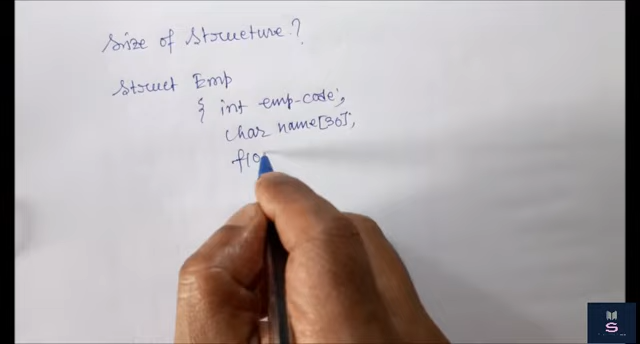 Size of Structure?
Struct Emp
{ int emp-code;
char name[30];
flo
S